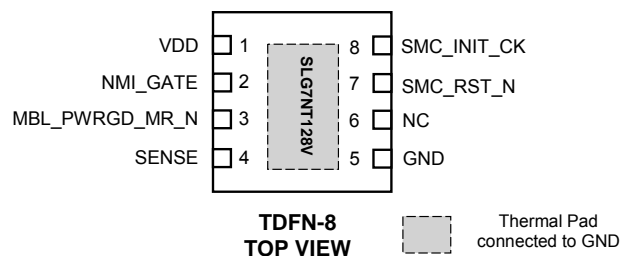 VDD 1 8 SMC_INIT_CK
NMI_GATE 2 7 SMC_RST_N
MBL_PWRGD_MR_N 3 6 NC
SENSE 4 5 GND
SLG7NT128V
TDFN-8
TOP VIEW
Thermal Pad
connected to GND